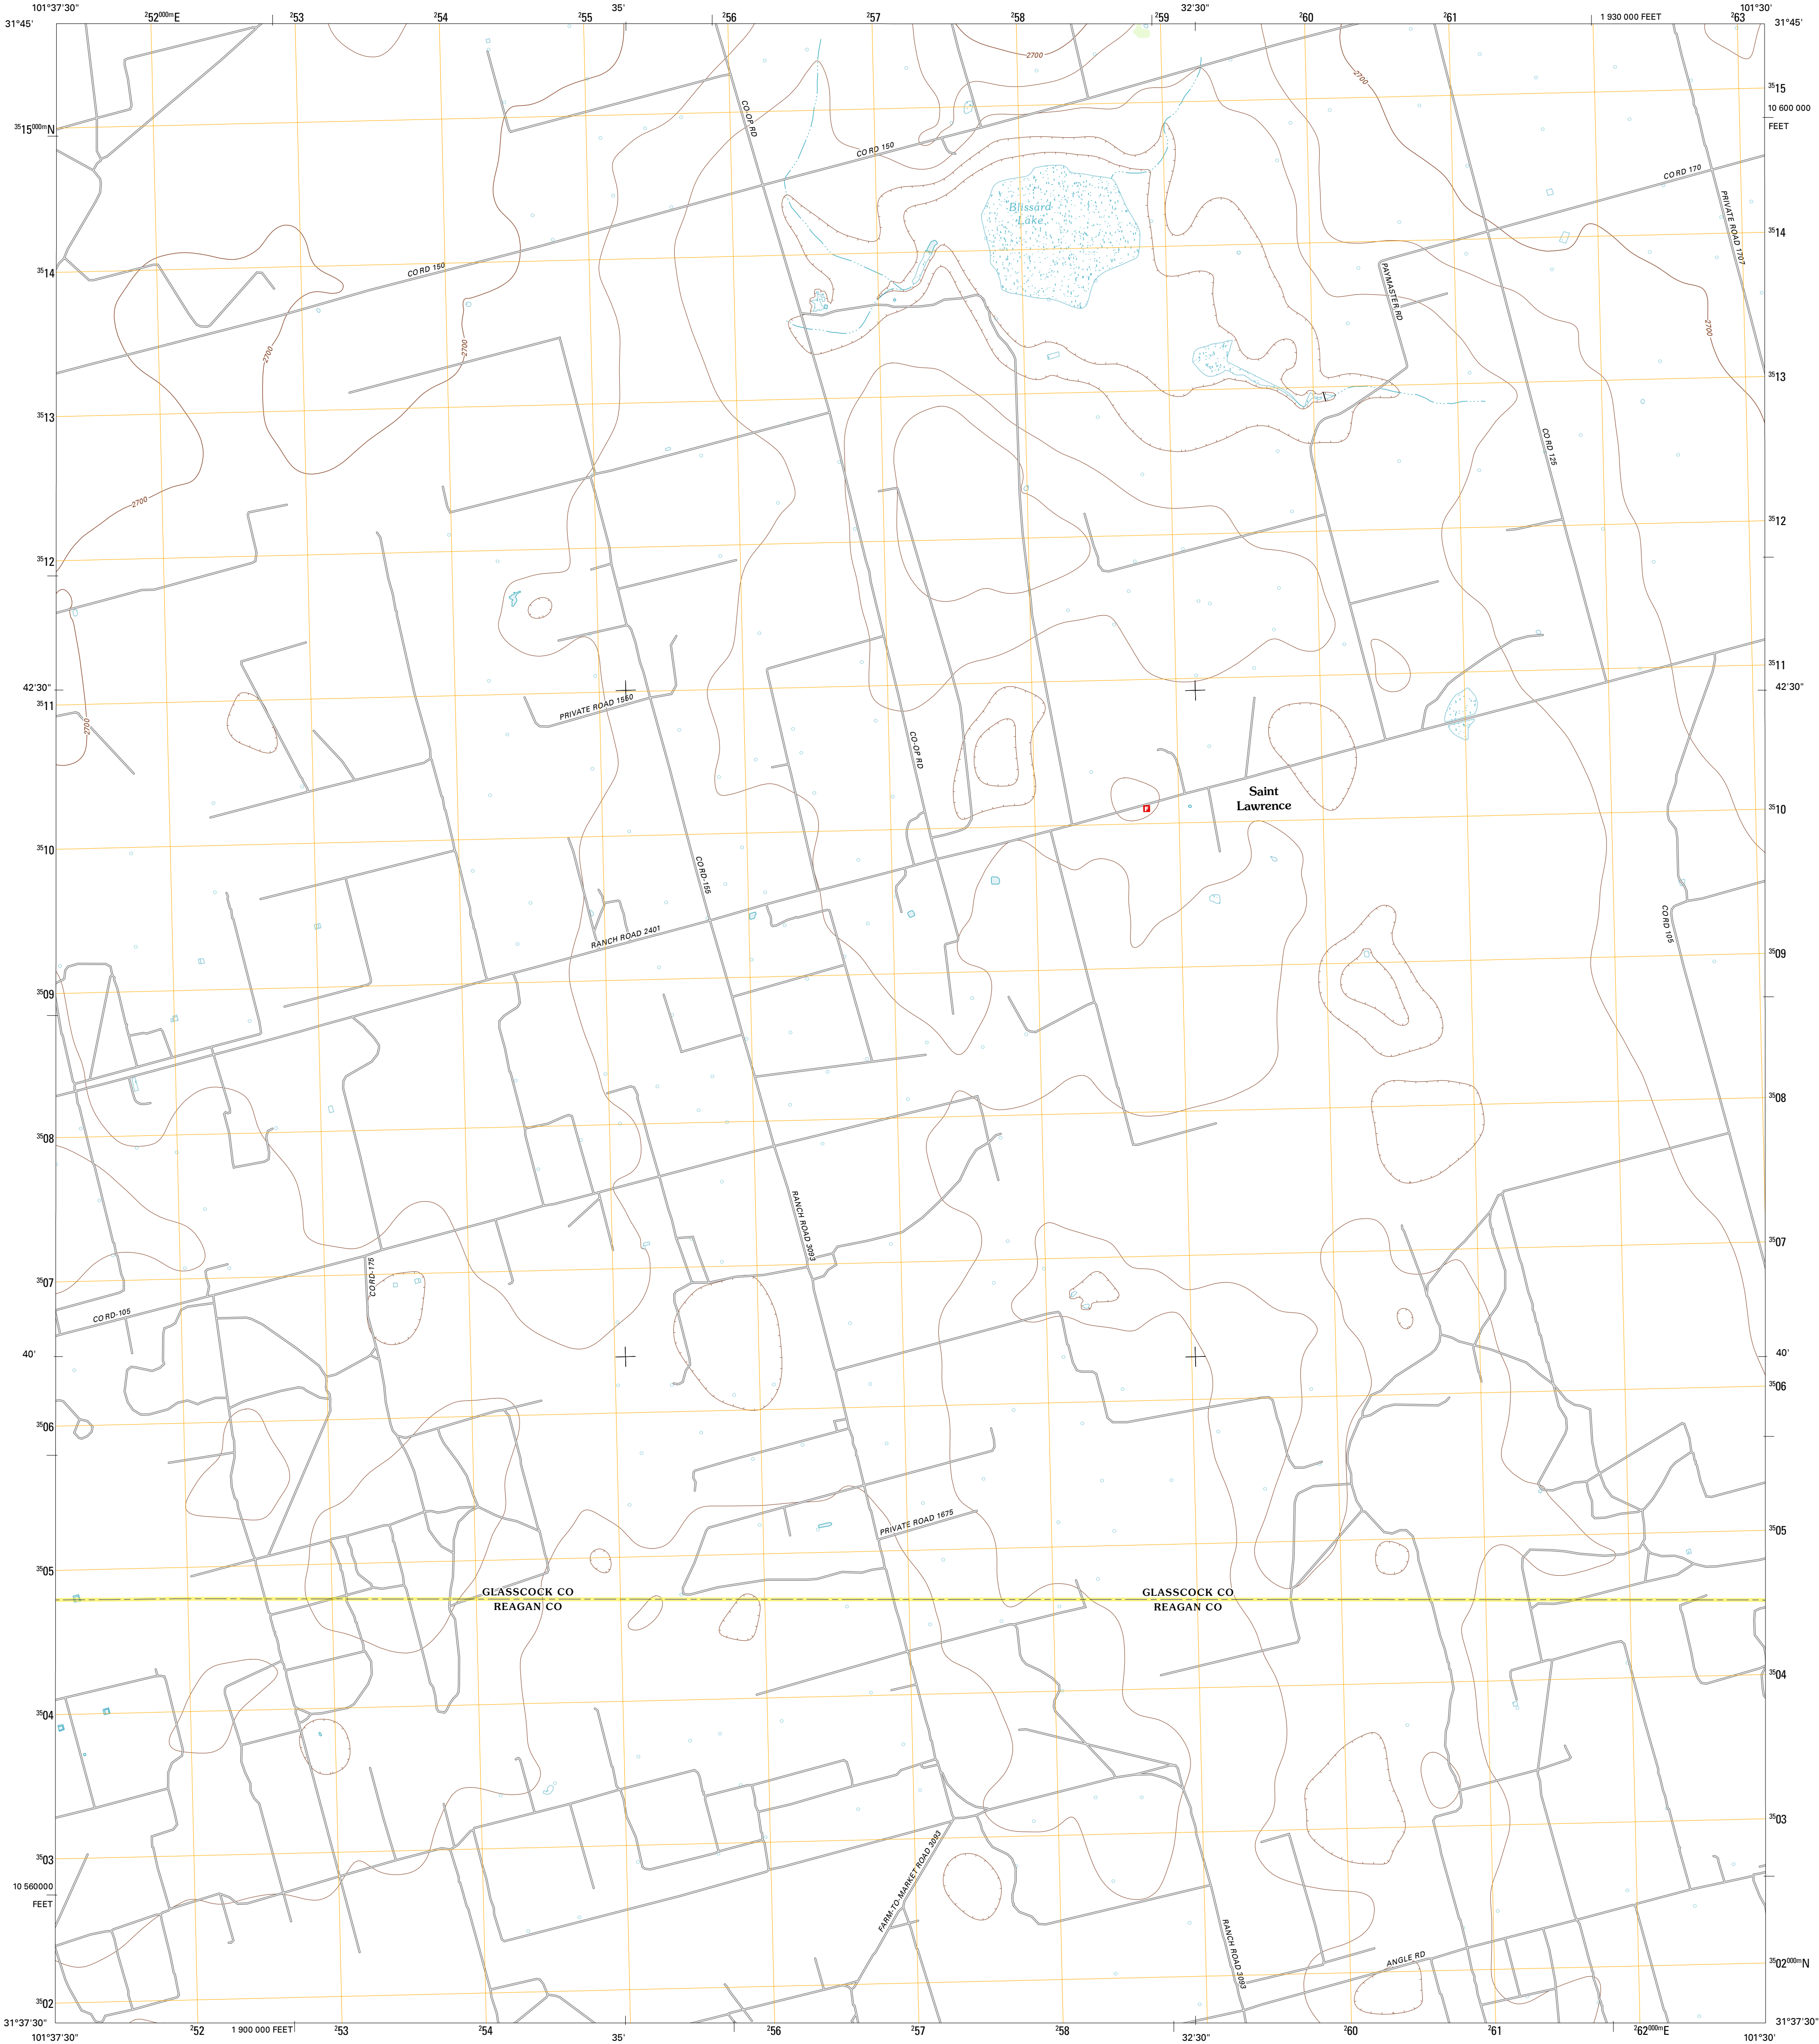 101°37'30"
²52⁰⁰⁰ᵐE
²53
²54
²55
35'
²56
²57
²58
²59
32'30"
²60
²61
1 930 000 FEET
²63
101°30'
31°45'
31°45'
2700
2700
³⁵15
10 600 000
FEET
³⁵15⁰⁰⁰ᵐN
CO-OP RD
CO RD 150
CO RD 170
PRIVATE ROAD 1707
Blissard
Lake
³⁵14
³⁵14
CO RD 150
PAYMASTER RD
2700
2700
2700
³⁵13
³⁵13
CO RD 125
2700
³⁵12
³⁵12
³⁵11
42'30"
42'30"
³⁵11
PRIVATE ROAD 1550
2700
CO-OP RD
F
Saint
Lawrence
³⁵10
³⁵10
CO RD-155
RANCH ROAD 2401
CO RD 105
³⁵09
³⁵09
³⁵08
³⁵08
RANCH ROAD 3093
³⁵07
³⁵07
CO RD-175
CO RD-105
40'
40'
³⁵06
³⁵06
PRIVATE ROAD 1675
³⁵05
³⁵05
GLASSCOCK CO
REAGAN CO
GLASSCOCK CO
REAGAN CO
³⁵04
³⁵04
³⁵03
³⁵03
10 560000
FEET
FARM-TO-MARKET ROAD 3093
RANCH ROAD 3093
ANGLE RD
³⁵02⁰⁰⁰ᵐN
³⁵02
31°37'30"
31°37'30"
101°37'30"
²52
1 900 000 FEET
²53
²54
35'
²56
²57
²58
32'30"
²60
²61
²62⁰⁰⁰ᵐE
101°30'